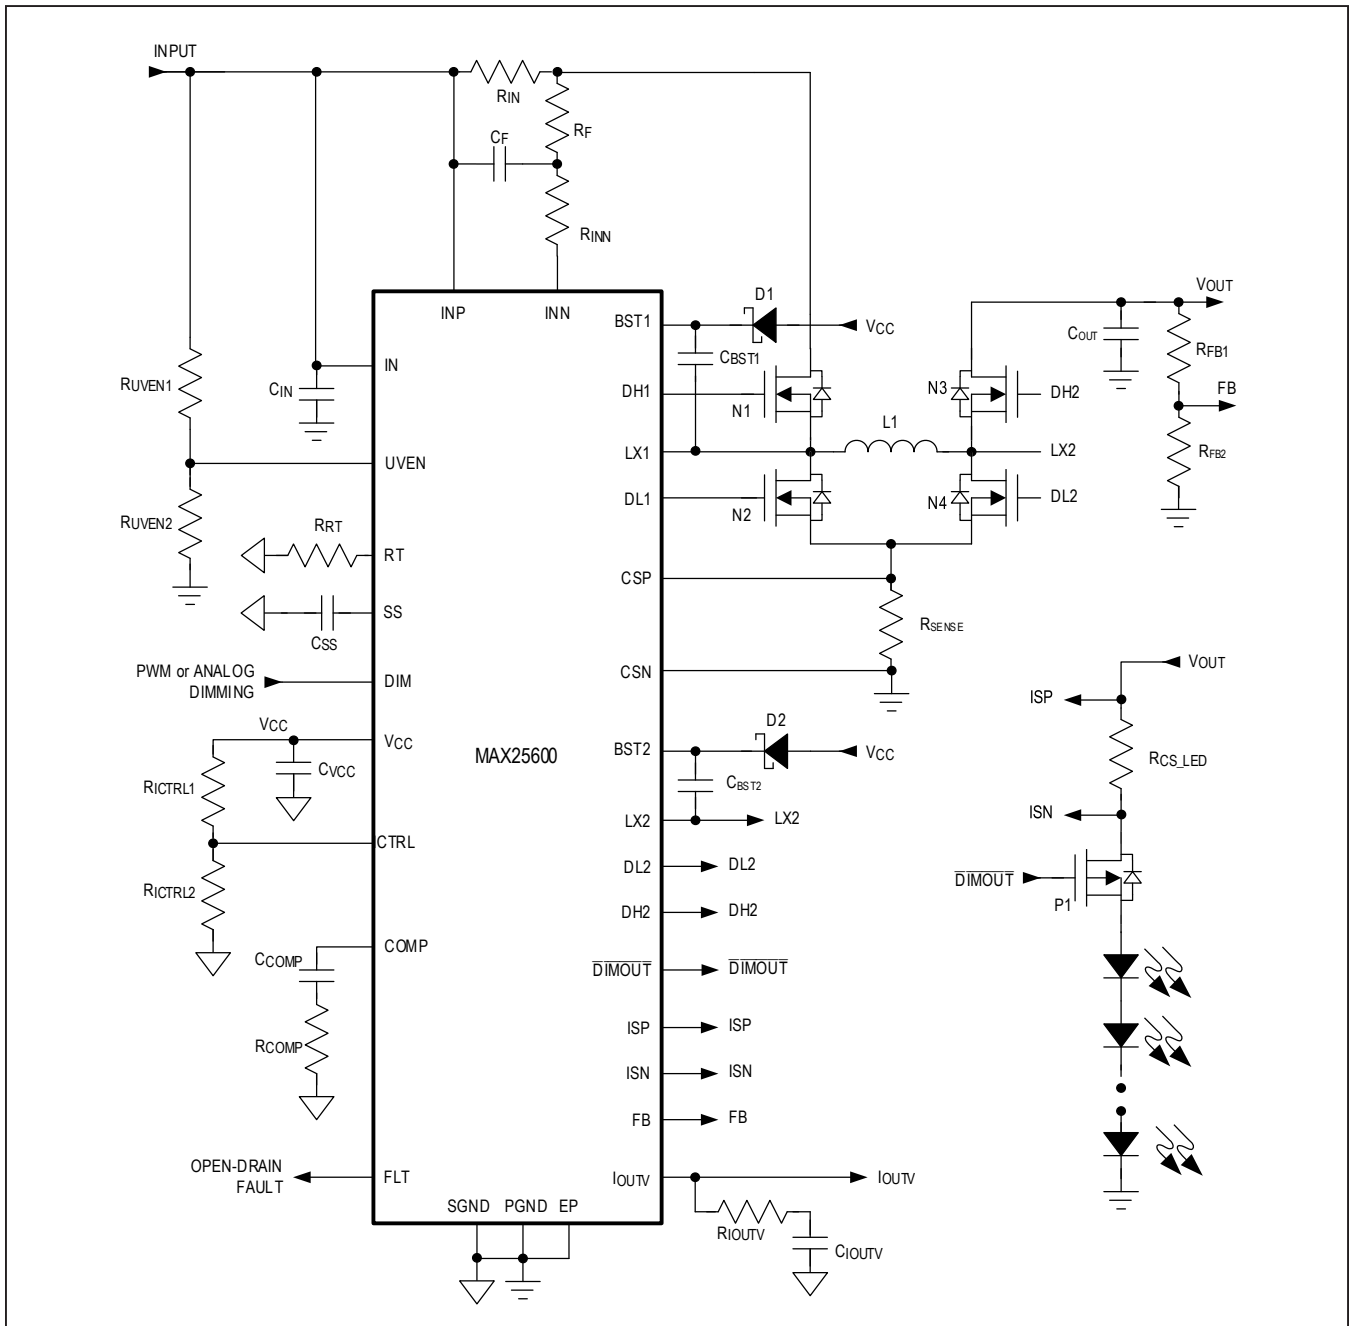 INPUT
RIN
RF
CF
RINN
INP
INN
BST1
D1
VCC
CBST1
VOUT
COUT
RFB1
FB
RFB2
IN
CIN
RUVEN1
DH1
N1
N3
DH2
L1
LX1
LX2
UVEN
DL1
N2
N4
DL2
RUVEN2
RRT
RT
CSP
SS
CSS
RSENSE
PWM or ANALOG
DIMMING
DIM
CSN
VOUT
ISP
RCS_LED
ISN
VCC
VCC
CVCC
MAX25600
BST2
D2
VCC
CBST2
RICTRL1
LX2
LX2
CTRL
DL2
DL2
DIMOUT
P1
RICTRL2
DH2
DH2
COMP
CCOMP
DIMOUT
DIMOUT
RCOMP
ISP
ISP
ISN
ISN
FB
FB
OPEN-DRAIN
FAULT
FLT
IOUTV
IOUTV
SGND
PGND
EP
RIOUTV
CIOUTV